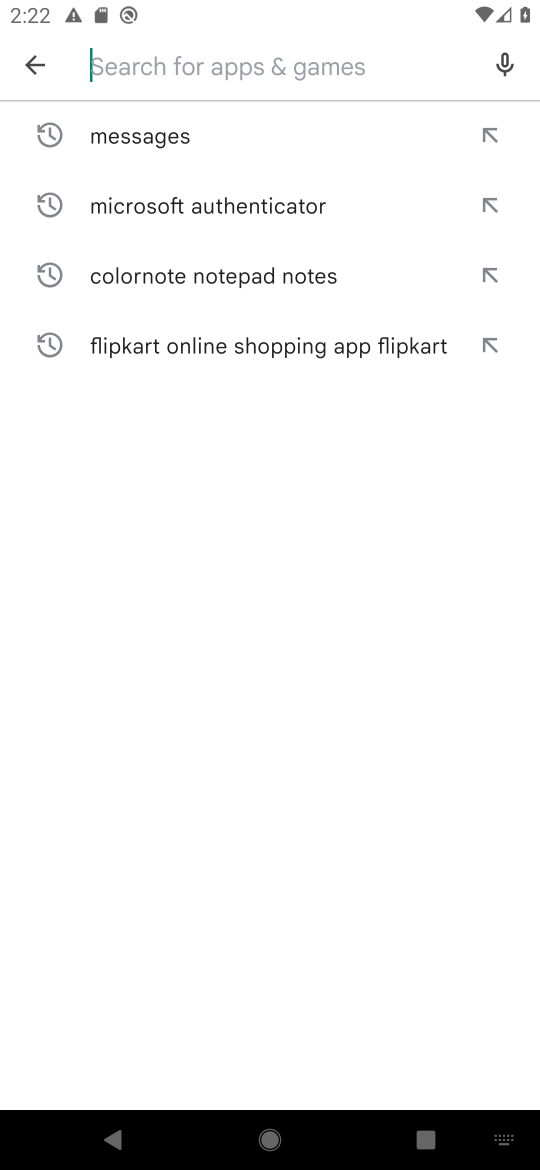 2:22
Search for apps & games
messages
microsoft authenticator
colornote notepad notes
flipkart online shopping app flipkart